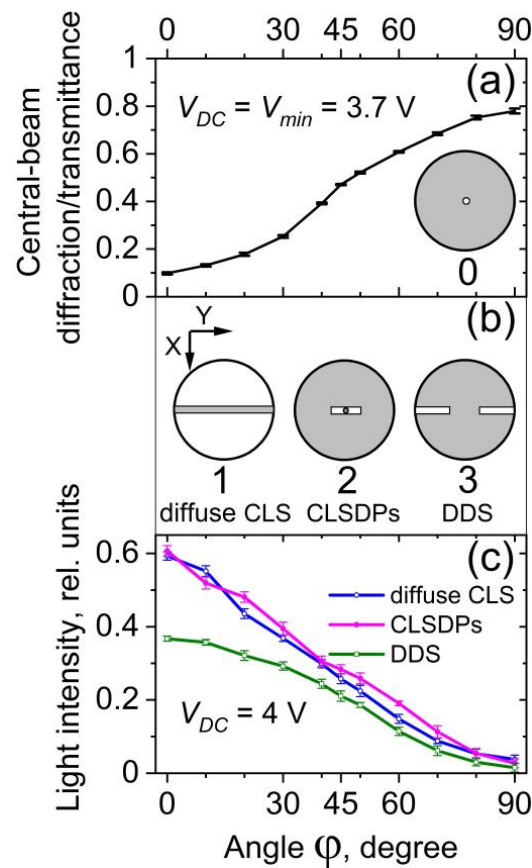 0 30 45 60 90
(a)
V_DC = V_min = 3.7 V
Central-beam
diffraction/transmittance
1
0.8
0.6
0.4
0.2
0
0
(b)
Y
X
1 2 3
diffuse CLS CLSDPs DDS
(c)
Light intensity, rel. units
0.6
0.4
0.2
0
diffuse CLS
CLSDPs
DDS
V_DC = 4 V
0 30 45 60 90
Angle φ, degree